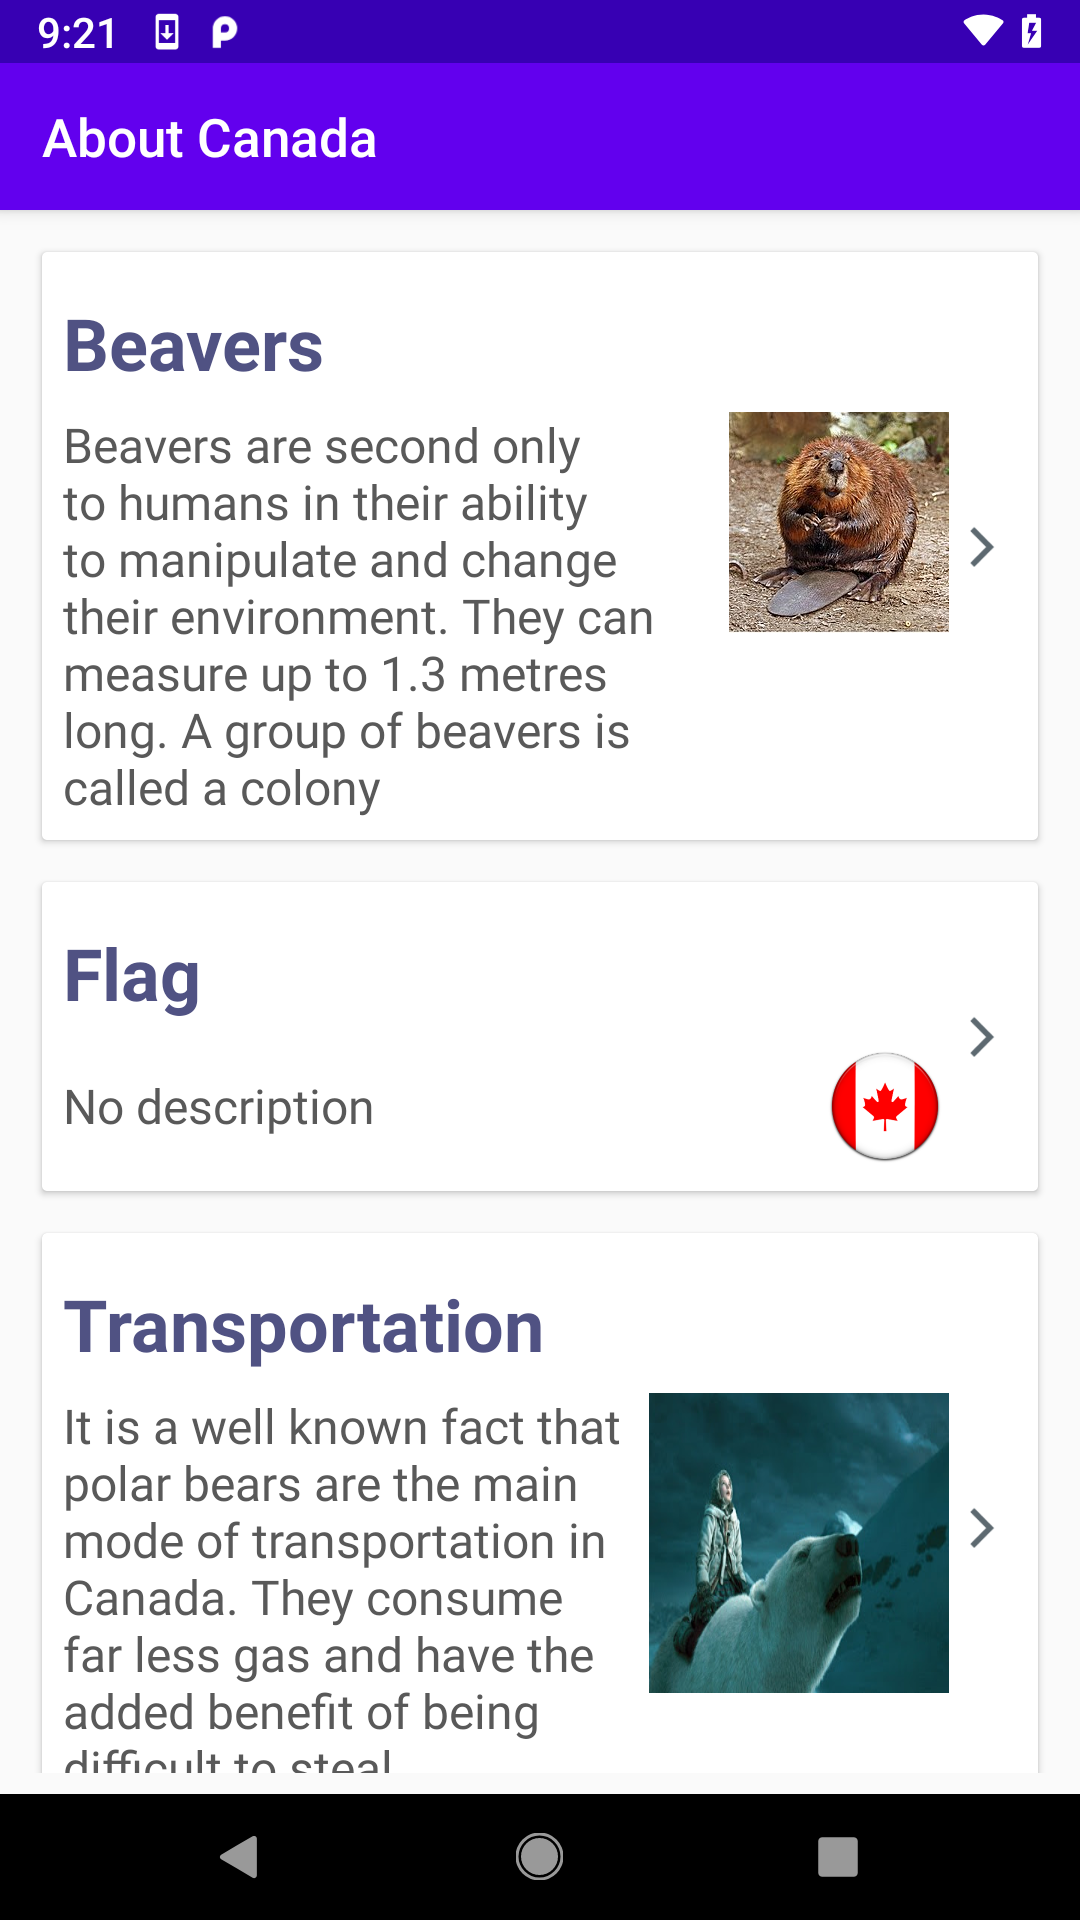 9:21
About Canada
Beavers
Beavers are second only
to humans in their ability
to manipulate and change
their environment. They can
measure up to 1.3 metres
long. A group of beavers is
called a colony
Flag
No description
Transportation
It is a well known fact that
polar bears are the main
mode of transportation in
Canada. They consume
far less gas and have the
added benefit of being
difficult to steal